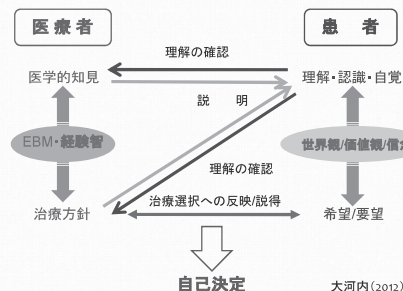 医療者
患　者
理解の確認
医学的知見
理解・認識・自覚
説　明
EBM・経験智
世界観/価値観/信
理解の確認
治療選択への反映/説得
治療方針
希望/要望
自己決定
大河内(2012)